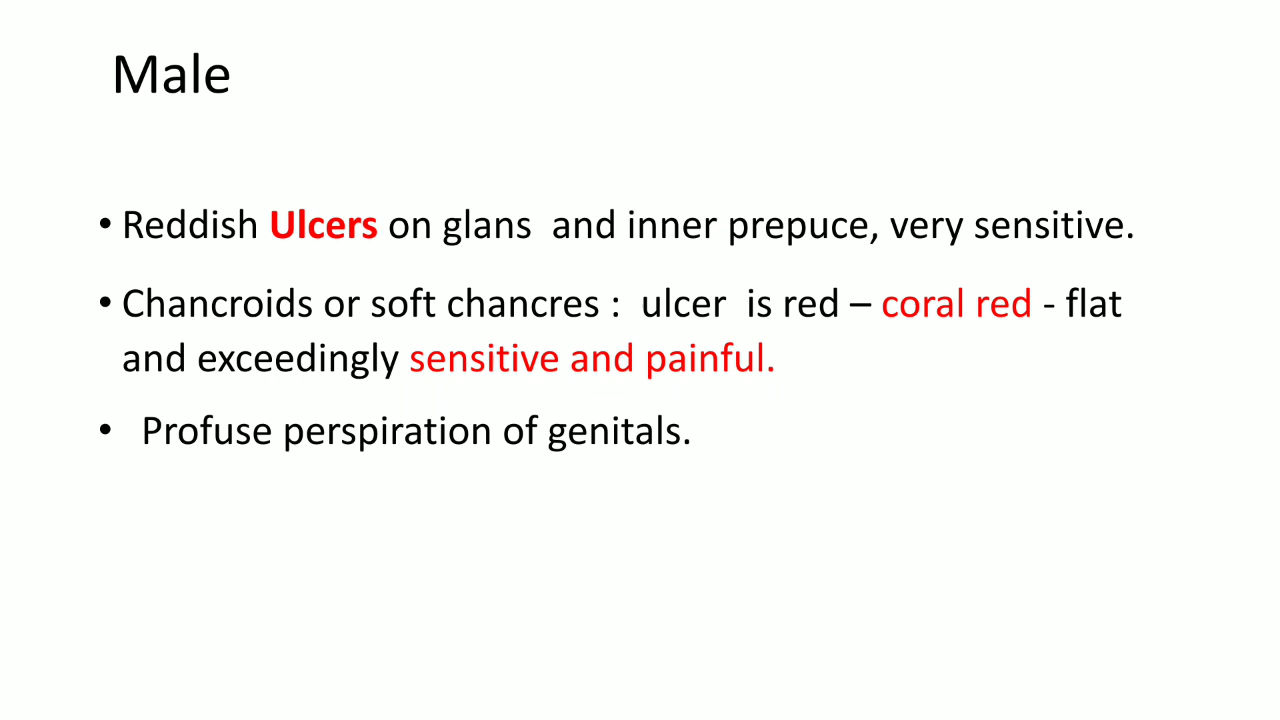 Male
• Reddish Ulcers on glans and inner prepuce, very sensitive.
• Chancroids or soft chancres : ulcer is red – coral red - flat
and exceedingly sensitive and painful.
• Profuse perspiration of genitals.